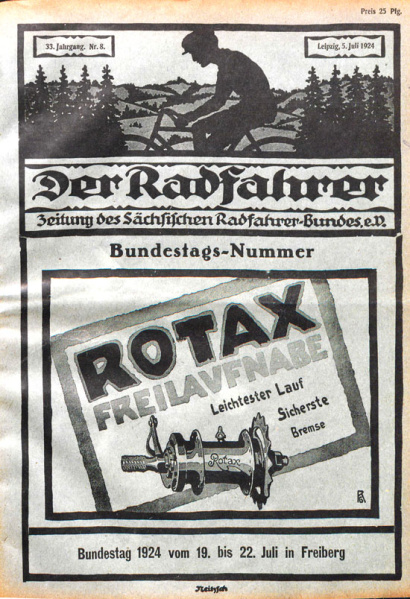 Preis 25 Pfg.
33. Jahrgang. Nr. 8.
Leipzig, 5. Juli 1924
Der Radfahrer
Zeitung des Sächsischen Radfahrer-Bundes, e.V.
Bundestags-Nummer
ROTAX
FREILAUFNABE
Leichtester Lauf
Sicherste
Bremse
Rotax
Bundestag 1924 vom 19. bis 22. Juli in Freiberg